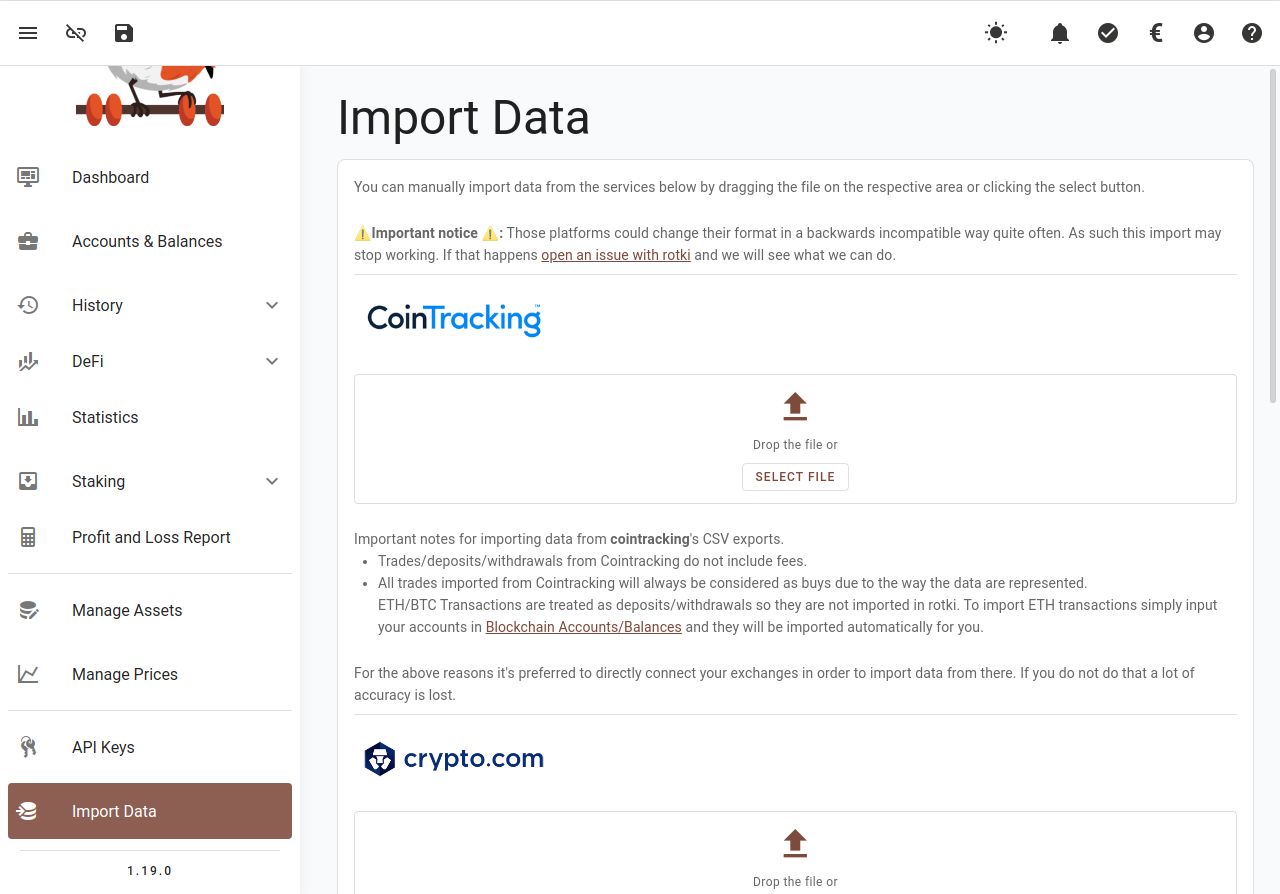 €
Dashboard
Accounts & Balances
History
DeFi
Statistics
Staking
Profit and Loss Report
Manage Assets
Manage Prices
API Keys
Import Data
1.19.0
Import Data
You can manually import data from the services below by dragging the file on the respective area or clicking the select button.
⚠️Important notice ⚠️: Those platforms could change their format in a backwards incompatible way quite often. As such this import may
stop working. If that happens open an issue with rotki and we will see what we can do.
CoinTracking™
Drop the file or
SELECT FILE
Important notes for importing data from cointracking's CSV exports.
• Trades/deposits/withdrawals from Cointracking do not include fees.
• All trades imported from Cointracking will always be considered as buys due to the way the data are represented.
ETH/BTC Transactions are treated as deposits/withdrawals so they are not imported in rotki. To import ETH transactions simply input
your accounts in Blockchain Accounts/Balances and they will be imported automatically for you.
For the above reasons it's preferred to directly connect your exchanges in order to import data from there. If you do not do that a lot of
accuracy is lost.
crypto.com
Drop the file or